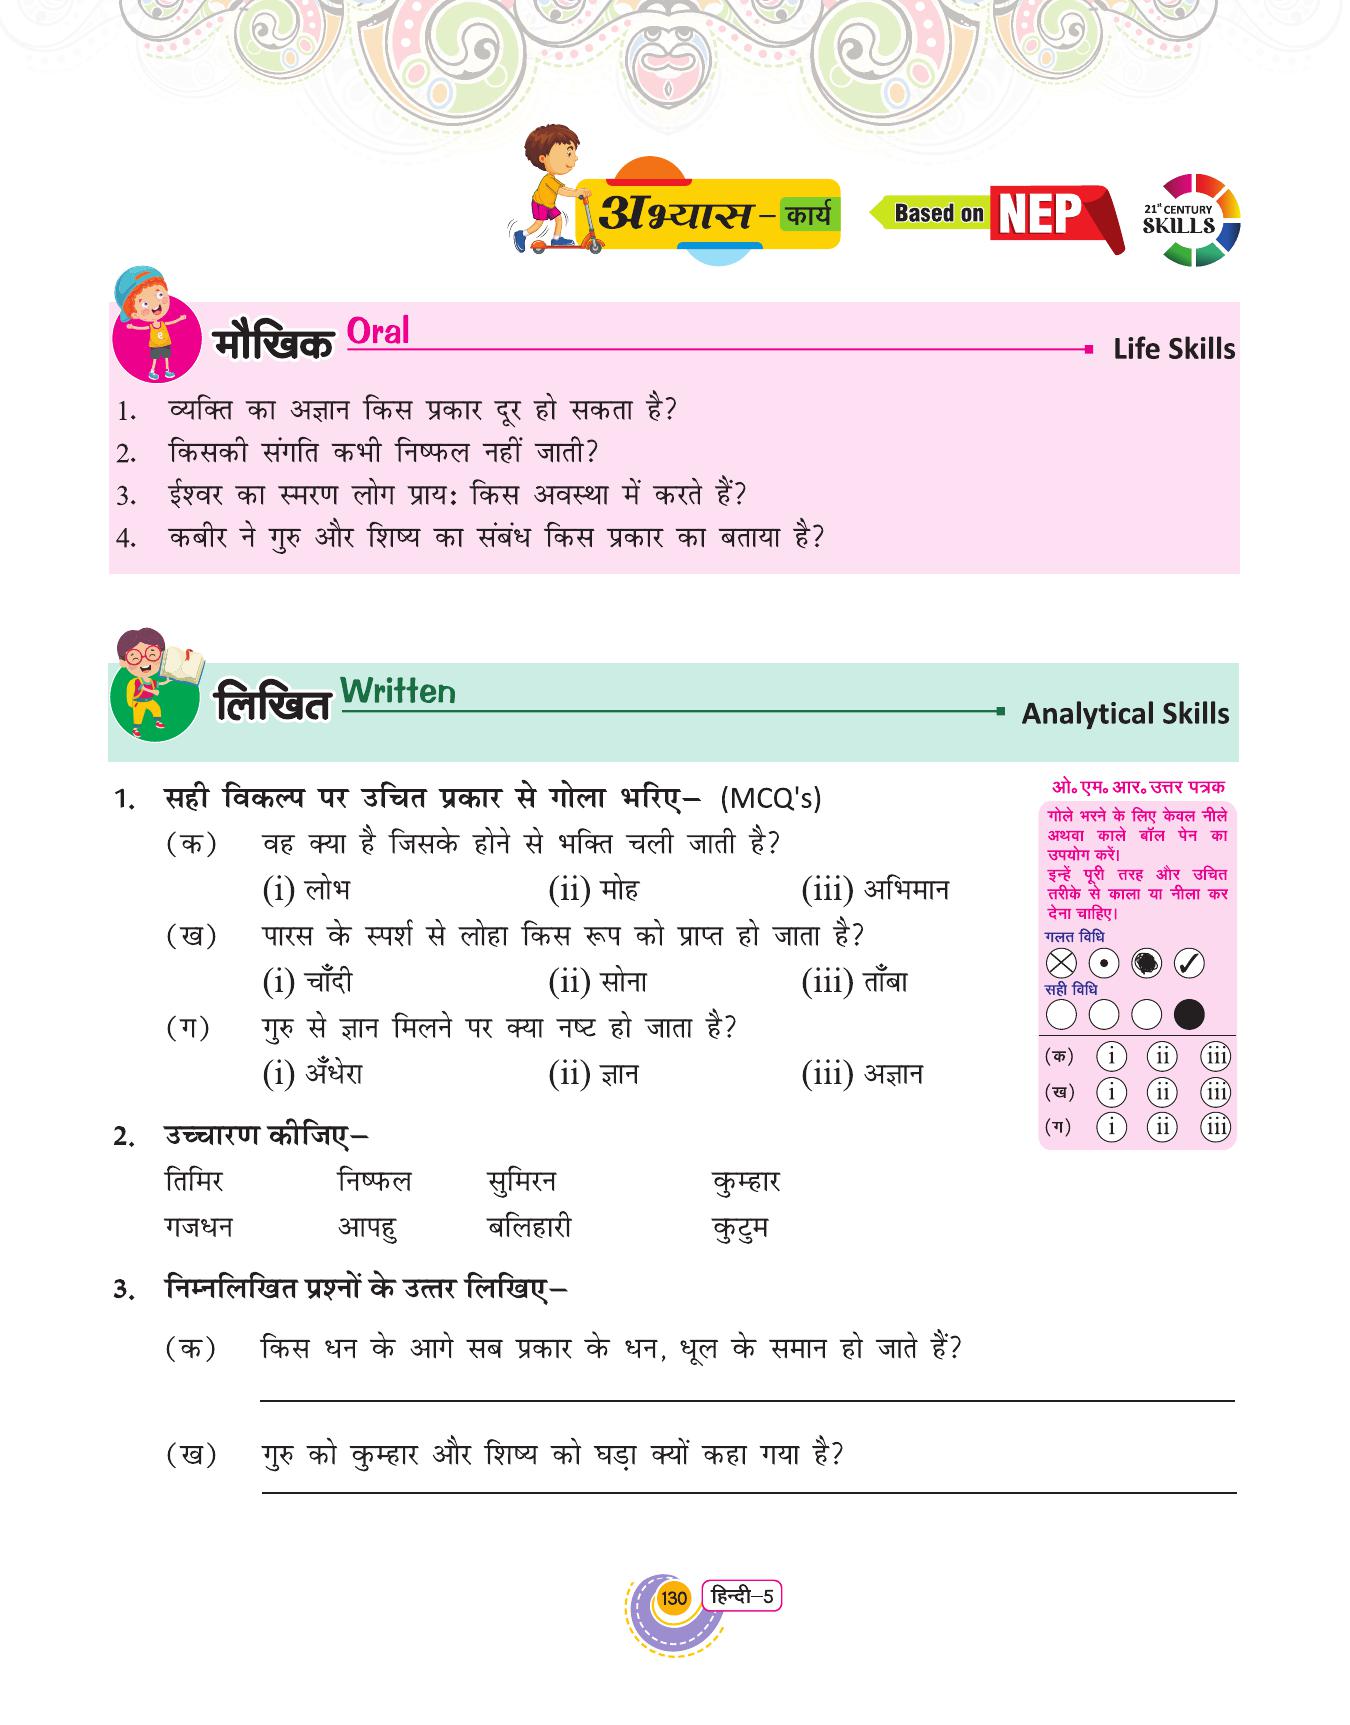 अभ्यास – कार्य
Based on NEP
21st CENTURY
SKILLS
मौखिक Oral
Life Skills
1. व्यक्ति का अज्ञान किस प्रकार दूर हो सकता है?
2. किसकी संगति कभी निष्फल नहीं जाती?
3. ईश्वर का स्मरण लोग प्राय: किस अवस्था में करते हैं?
4. कबीर ने गुरु और शिष्य का संबंध किस प्रकार का बताया है?
लिखित Written
Analytical Skills
1. सही विकल्प पर उचित प्रकार से गोला भरिए– (MCQ's)
(क) वह क्या है जिसके होने से भक्ति चली जाती है?
(i) लोभ (ii) मोह (iii) अभिमान
(ख) पारस के स्पर्श से लोहा किस रूप को प्राप्त हो जाता है?
(i) चाँदी (ii) सोना (iii) ताँबा
(ग) गुरु से ज्ञान मिलने पर क्या नष्ट हो जाता है?
(i) अँधेरा (ii) ज्ञान (iii) अज्ञान
ओ॰ एम॰ आर॰ उत्तर पत्रक
गोले भरने के लिए केवल नीले
अथवा काले बॉल पेन का
उपयोग करें।
इन्हें पूरी तरह और उचित
तरीके से काला या नीला कर
देना चाहिए।
गलत विधि
सही विधि
(क) i ii iii
(ख) i ii iii
(ग) i ii iii
2. उच्चारण कीजिए–
तिमिर निष्फल सुमिरन कुम्हार
गजधन आपहु बलिहारी कुटुम
3. निम्नलिखित प्रश्नों के उत्तर लिखिए–
(क) किस धन के आगे सब प्रकार के धन, धूल के समान हो जाते हैं?
(ख) गुरु को कुम्हार और शिष्य को घड़ा क्यों कहा गया है?
130 हिन्दी–5